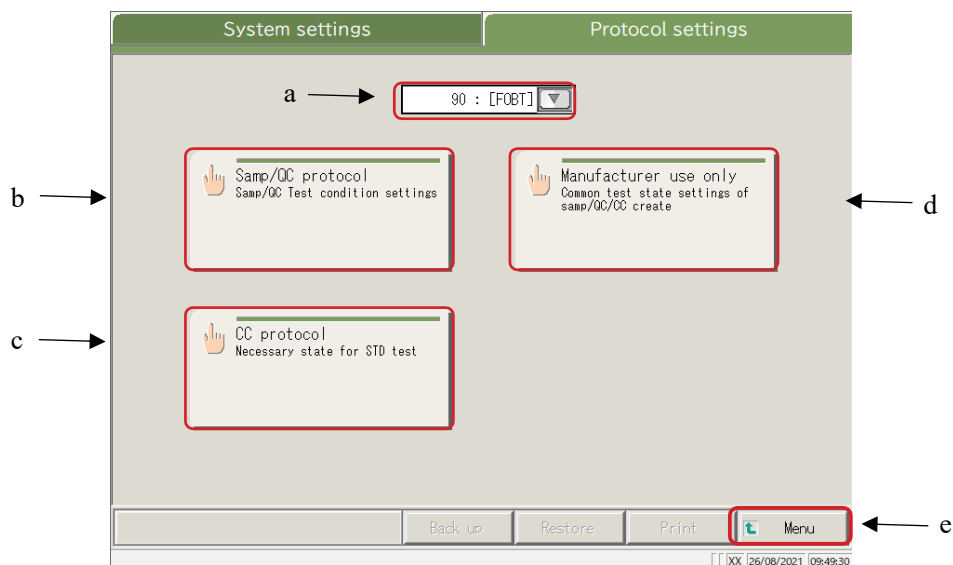 System settings
Protocol settings
a
90 : [FOBT]
b
Samp/QC protocol
Samp/QC Test condition settings
Manufacturer use only
Common test state settings of
samp/QC/CC create
d
c
CC protocol
Necessary state for STD test
Back up
Restore
Print
Menu
e
XX 26/08/2021 09:49:30